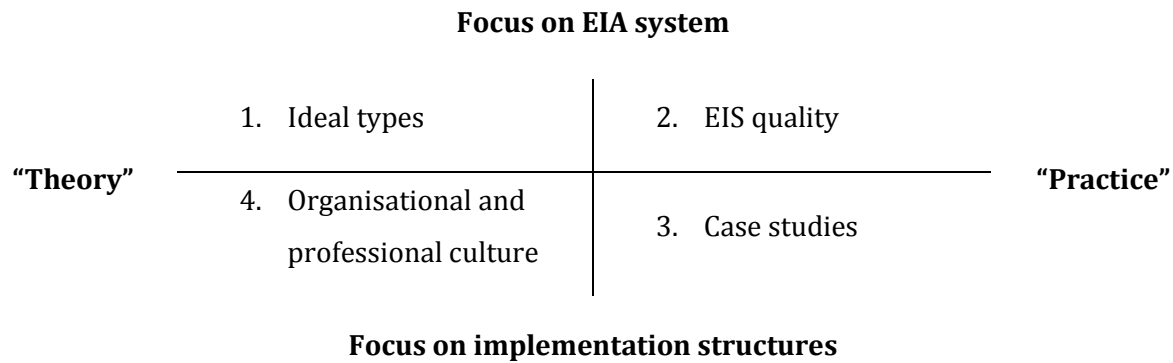 Focus on EIA system
1. Ideal types
2. EIS quality
“Theory”
“Practice”
4. Organisational and
professional culture
3. Case studies
Focus on implementation structures